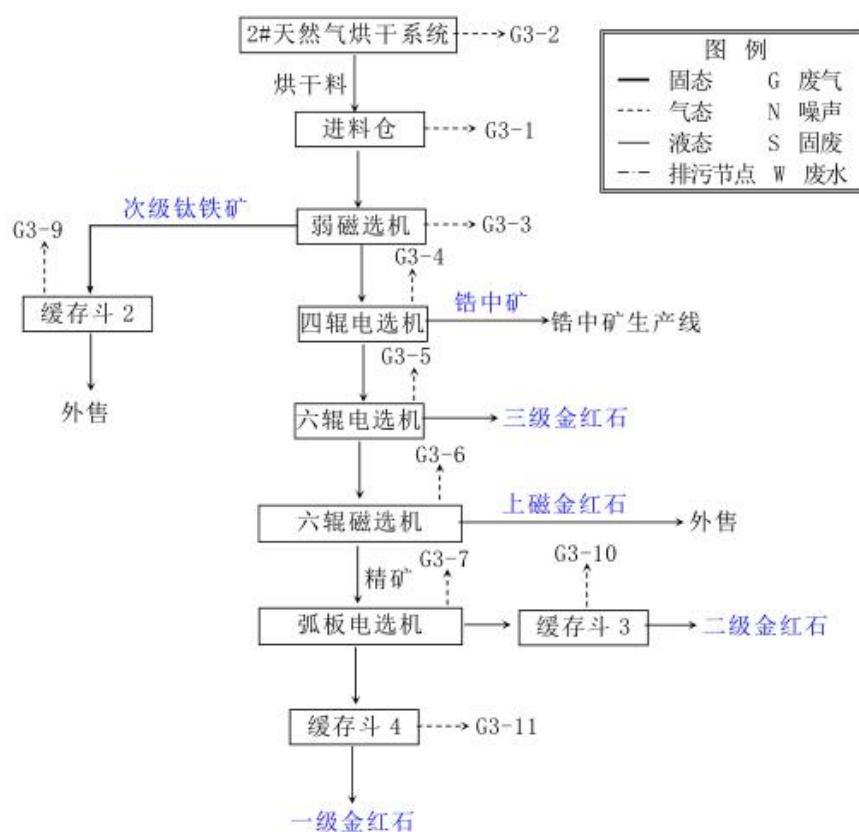 2#天然气烘干系统
G3-2
烘干料
进料仓
G3-1
图 例
固态 G 废气
气态 N 噪声
液态 S 固废
排污节点 W 废水
次级钛铁矿
弱磁选机
G3-3
G3-9
G3-4
缓存斗 2
四辊电选机
锆中矿
锆中矿生产线
G3-5
外售
六辊电选机
三级金红石
G3-6
六辊磁选机
上磁金红石
外售
精矿
G3-7
G3-10
弧板电选机
缓存斗 3
二级金红石
缓存斗 4
G3-11
一级金红石